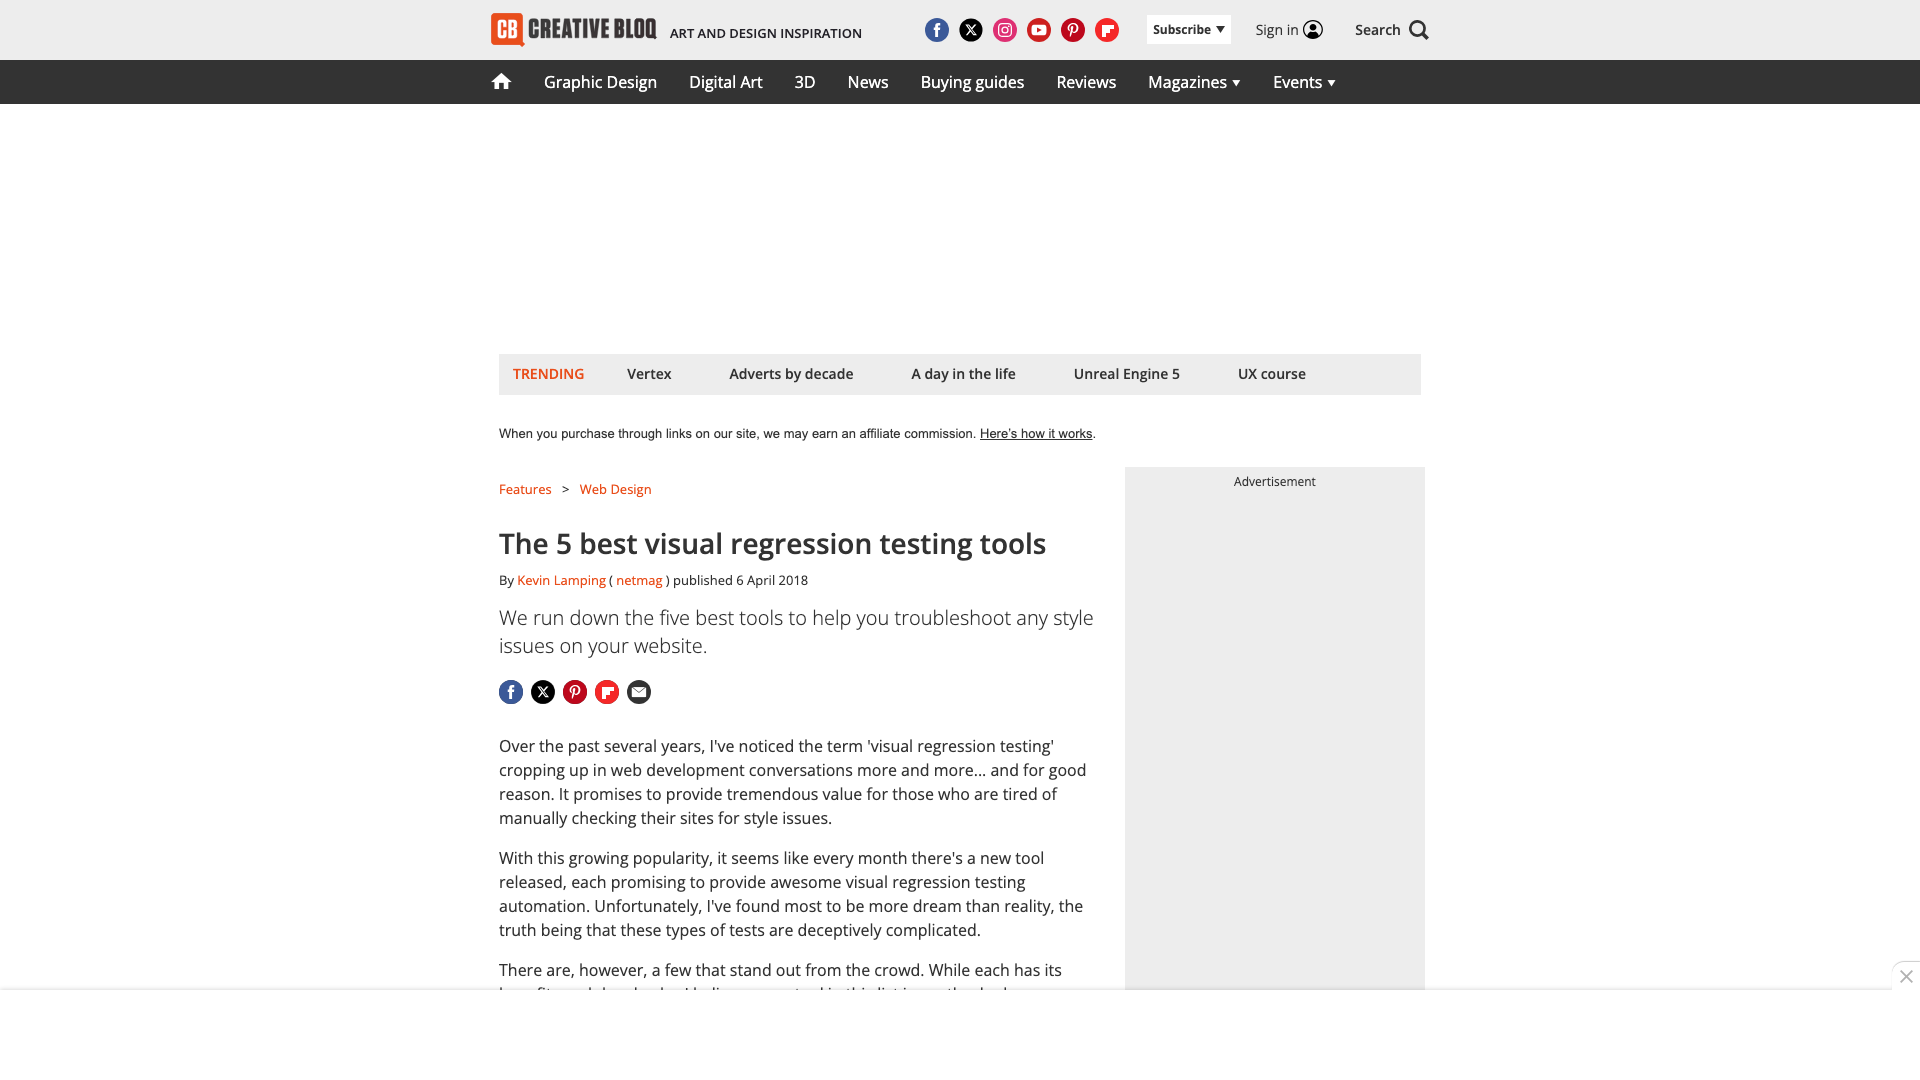 CB CREATIVE BLOQ ART AND DESIGN INSPIRATION Subscribe ▼ Sign in Search
Graphic Design Digital Art 3D News Buying guides Reviews Magazines ▼ Events ▼
TRENDING Vertex Adverts by decade A day in the life Unreal Engine 5 UX course
When you purchase through links on our site, we may earn an affiliate commission. Here’s how it works.
Features > Web Design
Advertisement
The 5 best visual regression testing tools
By Kevin Lamping ( netmag ) published 6 April 2018
We run down the five best tools to help you troubleshoot any style
issues on your website.
Over the past several years, I've noticed the term 'visual regression testing'
cropping up in web development conversations more and more... and for good
reason. It promises to provide tremendous value for those who are tired of
manually checking their sites for style issues.
With this growing popularity, it seems like every month there's a new tool
released, each promising to provide awesome visual regression testing
automation. Unfortunately, I've found most to be more dream than reality, the
truth being that these types of tests are deceptively complicated.
There are, however, a few that stand out from the crowd. While each has its